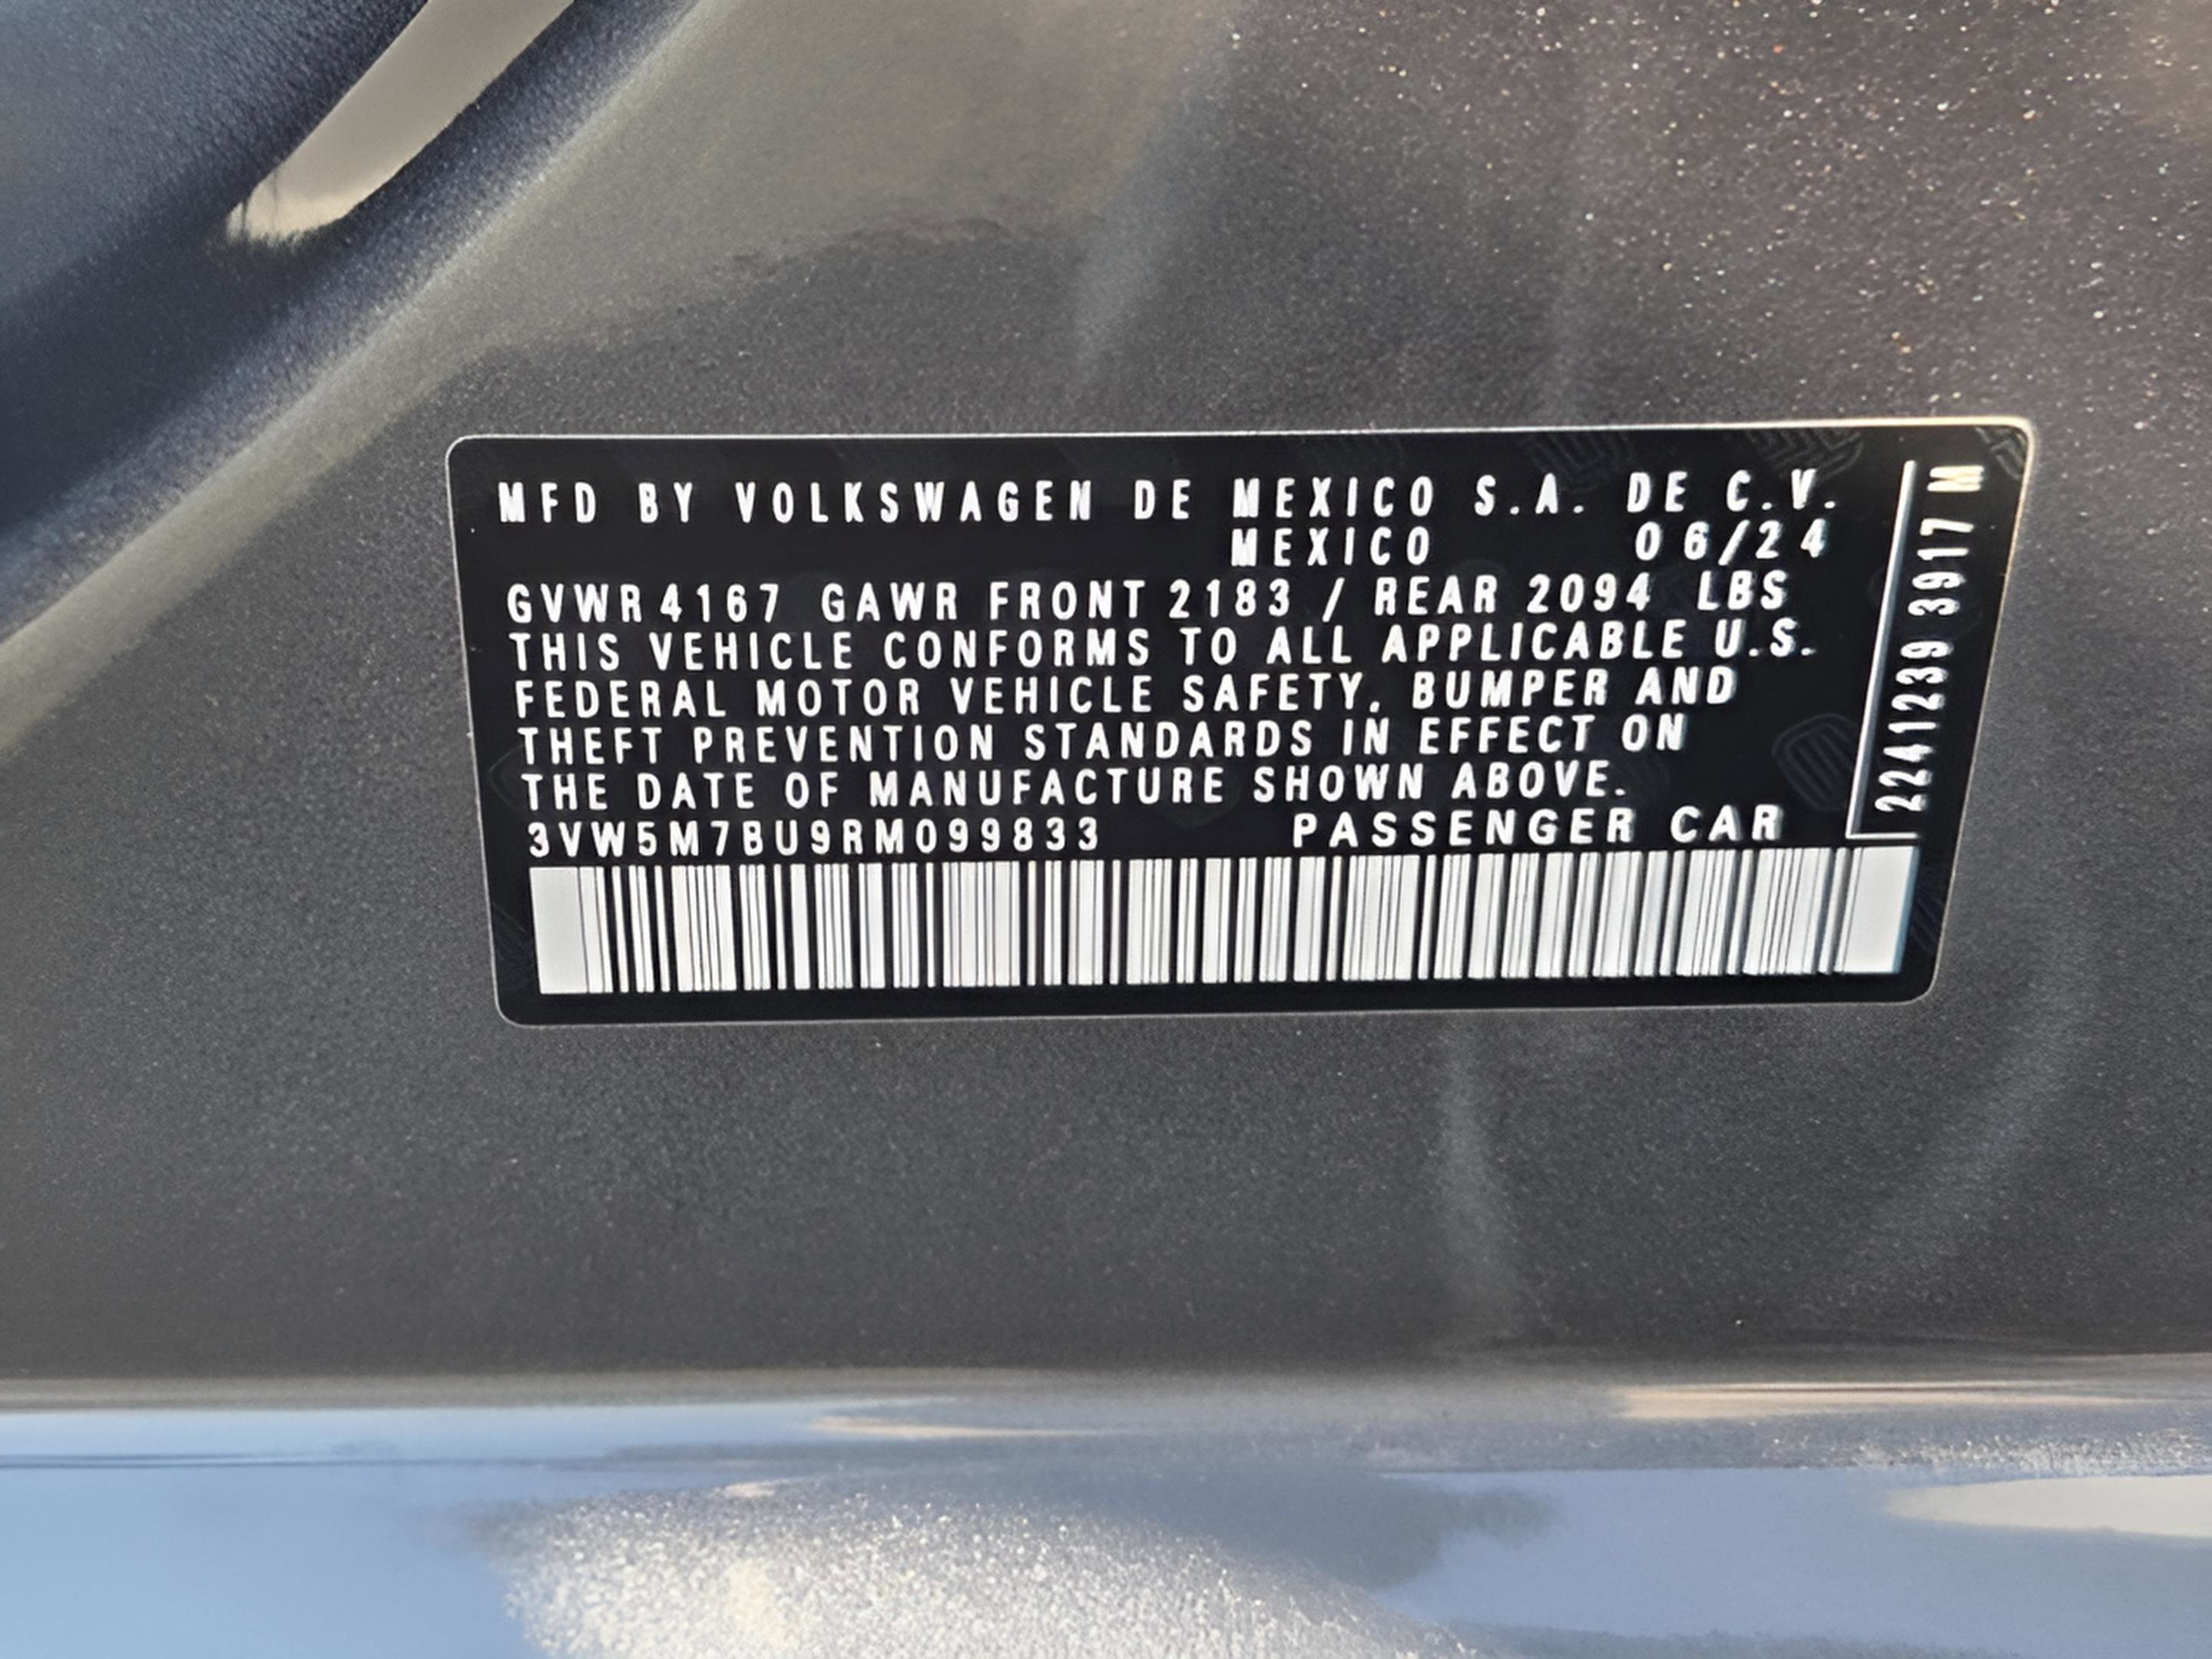 MFD BY VOLKSWAGEN DE MEXICO S.A. DE C.V.
MEXICO 06/24
GVWR 4167 GAWR FRONT 2183 / REAR 2094 LBS
THIS VEHICLE CONFORMS TO ALL APPLICABLE U.S.
FEDERAL MOTOR VEHICLE SAFETY, BUMPER AND
THEFT PREVENTION STANDARDS IN EFFECT ON
THE DATE OF MANUFACTURE SHOWN ABOVE.
3VW5M7BU9RM099833 PASSENGER CAR
2241239 3917 M